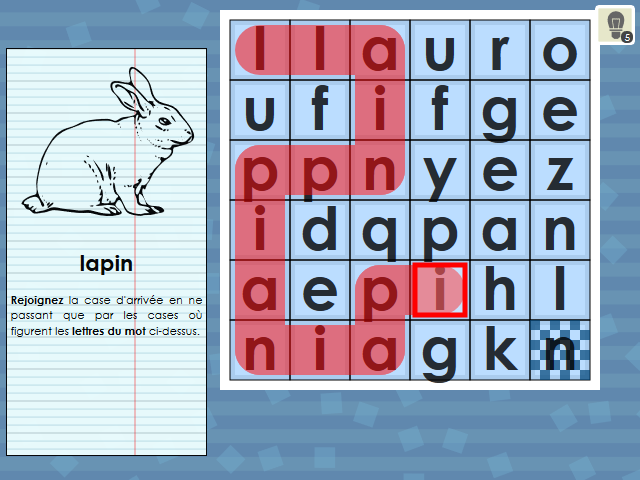 l l a u r o
u f i f g e
p p n y e z
i d q p a n
a e p i h l
n i a g k n
5
lapin
Rejoignez la case d'arrivée en ne
passant que par les cases où
figurent les lettres du mot ci-dessus.